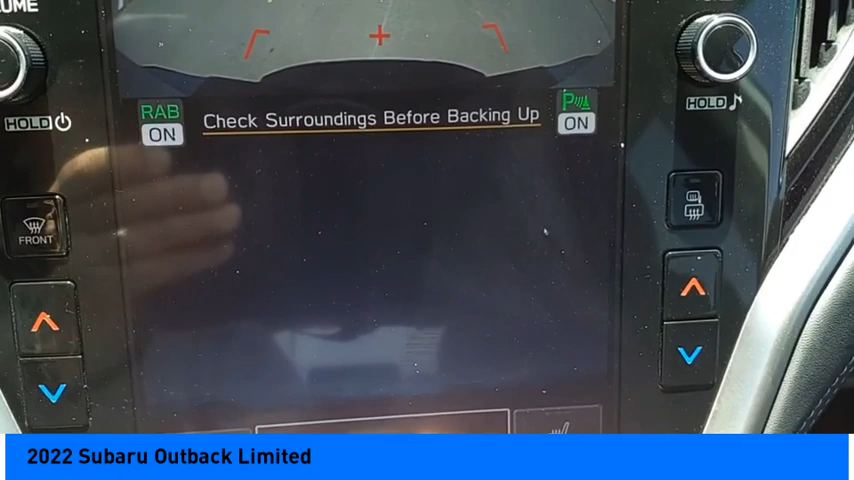 UME
HOLD
HOLD
RAB
ON
Check Surroundings Before Backing Up
P
ON
FRONT
2022 Subaru Outback Limited